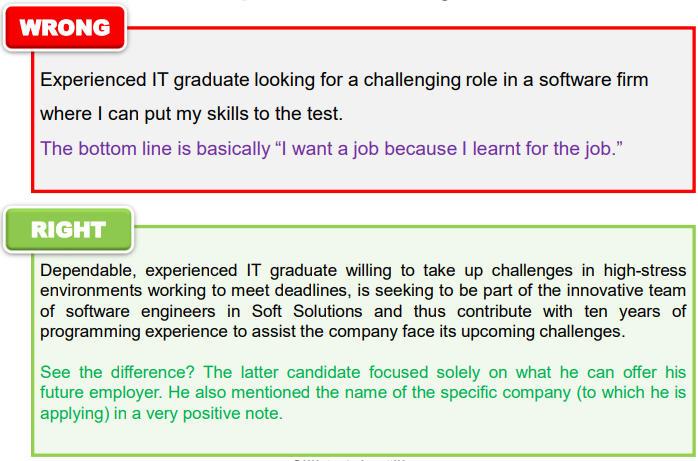 WRONG
Experienced IT graduate looking for a challenging role in a software firm
where I can put my skills to the test.
The bottom line is basically “I want a job because I learnt for the job.”
RIGHT
Dependable, experienced IT graduate willing to take up challenges in high-stress
environments working to meet deadlines, is seeking to be part of the innovative team
of software engineers in Soft Solutions and thus contribute with ten years of
programming experience to assist the company face its upcoming challenges.
See the difference? The latter candidate focused solely on what he can offer his
future employer. He also mentioned the name of the specific company (to which he is
applying) in a very positive note.